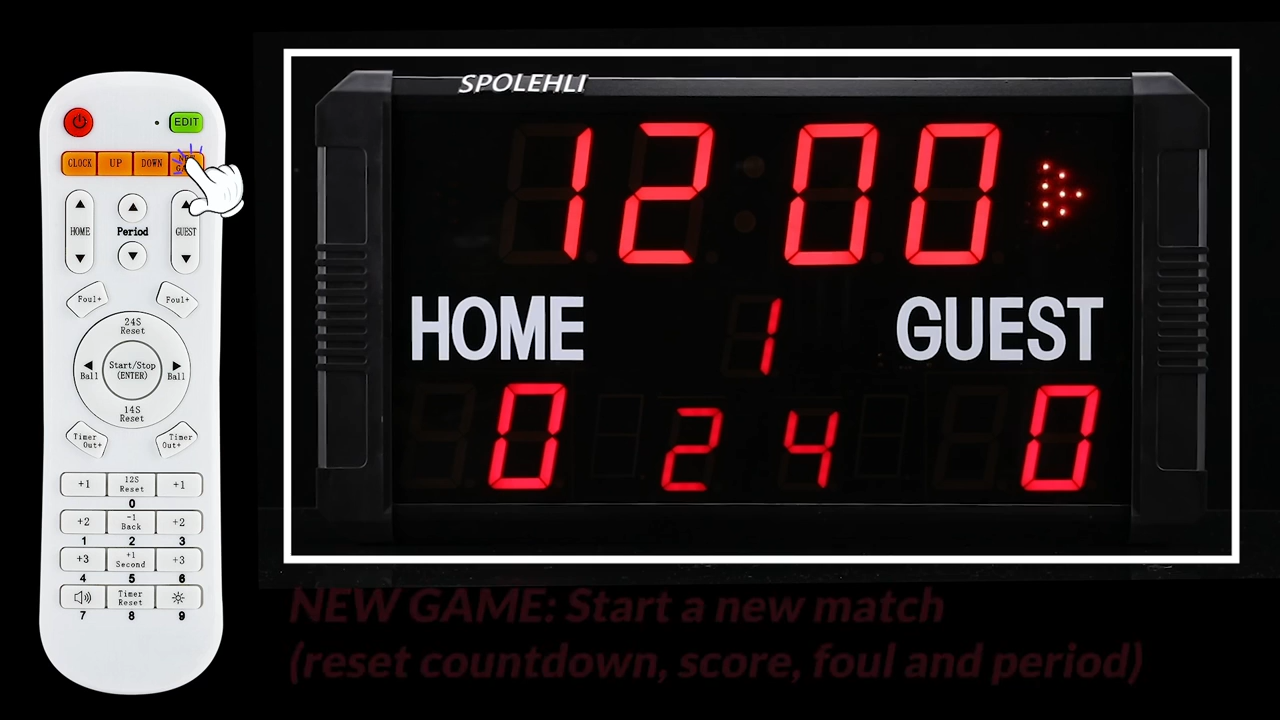 SPOLEHLI
12 00
HOME 1 GUEST
0 24 0
EDIT
CLOCK UP DOWN
HOME Period GUEST
Foul+ Foul+
24S
Reset
Ball Start/Stop
(ENTER) Ball
14S
Reset
Timer
Out+ Timer
Out+
+1 12S
Reset +1
0
+2 -1
Back +2
1 2 3
+3 +1
Second +3
4 5 6
Timer
Reset
7 8 9
NEW GAME: Start a new match
(reset countdown, score, foul and period)